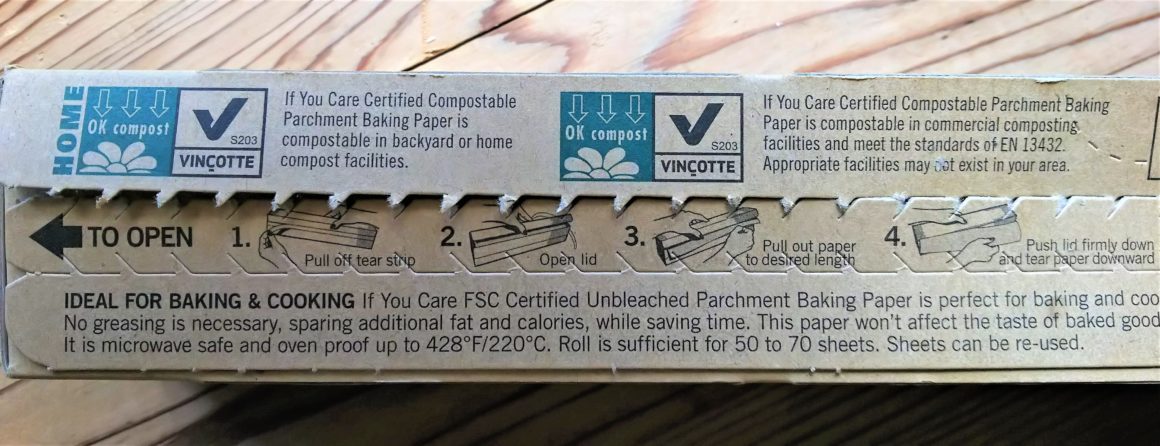 HOME
OK compost
S203
VINÇOTTE
If You Care Certified Compostable
Parchment Baking Paper is
compostable in backyard or home
compost facilities.
OK compost
S203
VINÇOTTE
If You Care Certified Compostable Parchment Baking
Paper is compostable in commercial composting
facilities and meet the standards of EN 13432.
Appropriate facilities may not exist in your area.
TO OPEN
1.
Pull off tear strip
2.
Open lid
3.
Pull out paper
to desired length
4.
Push lid firmly down
and tear paper downward
IDEAL FOR BAKING & COOKING If You Care FSC Certified Unbleached Parchment Baking Paper is perfect for baking and coo
No greasing is necessary, sparing additional fat and calories, while saving time. This paper won't affect the taste of baked good
It is microwave safe and oven proof up to 428°F/220°C. Roll is sufficient for 50 to 70 sheets. Sheets can be re-used.